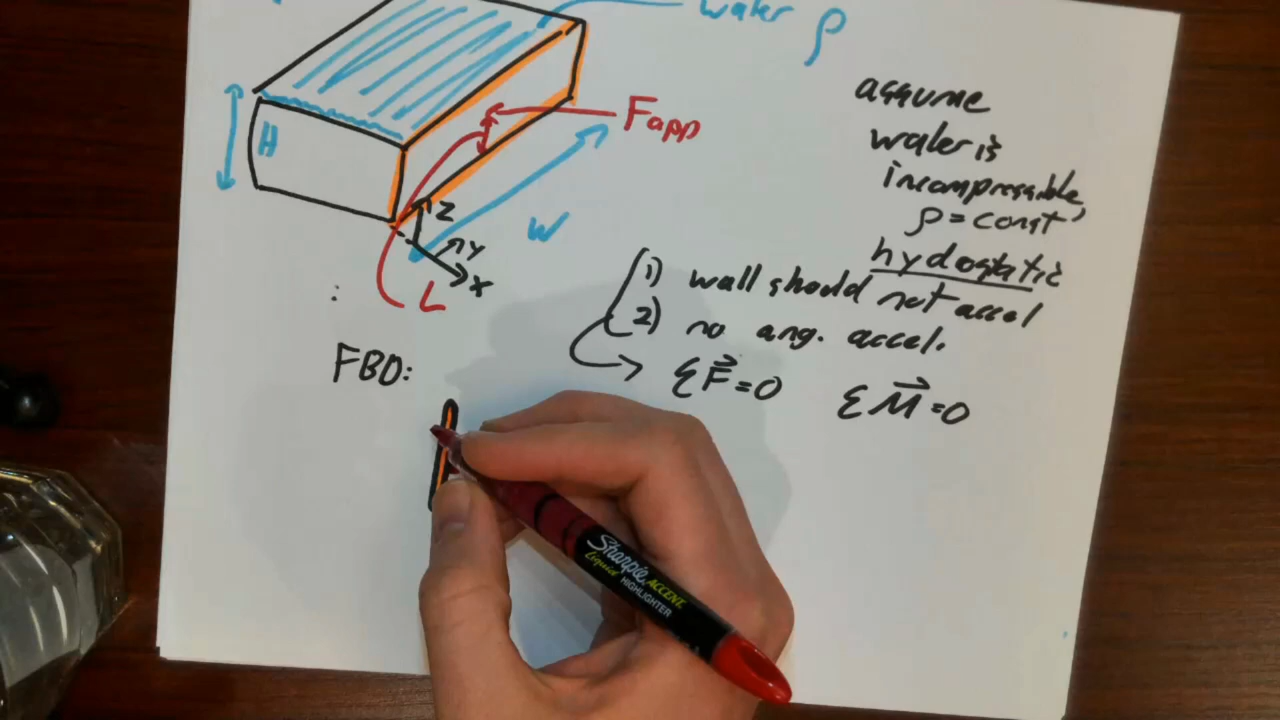 water ρ
H
Fapp
W
Z
Y
X
L
assume
water is
incompressible,
ρ = const
hydostatic
1) wall should not accel
2) no ang. accel.
ΣF⃗=0 ΣM⃗=0
FBD:
Sharpie ACCENT
Liquid HIGHLIGHTER